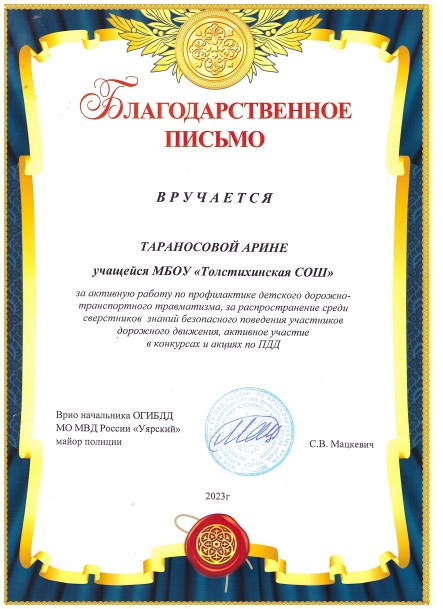 БЛАГОДАРСТВЕННОЕ
ПИСЬМО
ВРУЧАЕТСЯ
ТАРАНОСОВОЙ АРИНЕ
учащейся МБОУ «Толстихинская СОШ»
за активную работу по профилактике детского дорожно-
транспортного травматизма, за распространение среди
сверстников знаний безопасного поведения участников
дорожного движения, активное участие
в конкурсах и акциях по ПДД
Врио начальника ОГИБДД
МО МВД России «Уярский»
майор полиции
С.В. Мацкевич
2023г